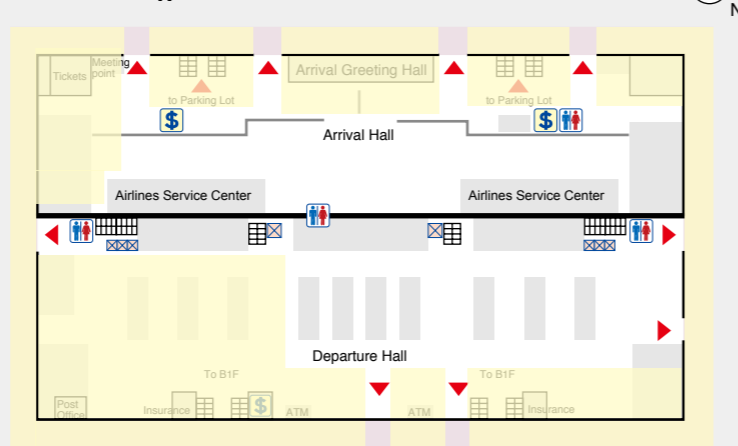 N
Meeting
point
Tickets
Arrival Greeting Hall
to Parking Lot
to Parking Lot
$
$
Arrival Hall
Airlines Service Center
Airlines Service Center
Departure Hall
To B1F
To B1F
Post
Office
Insurance
$
ATM
ATM
Insurance